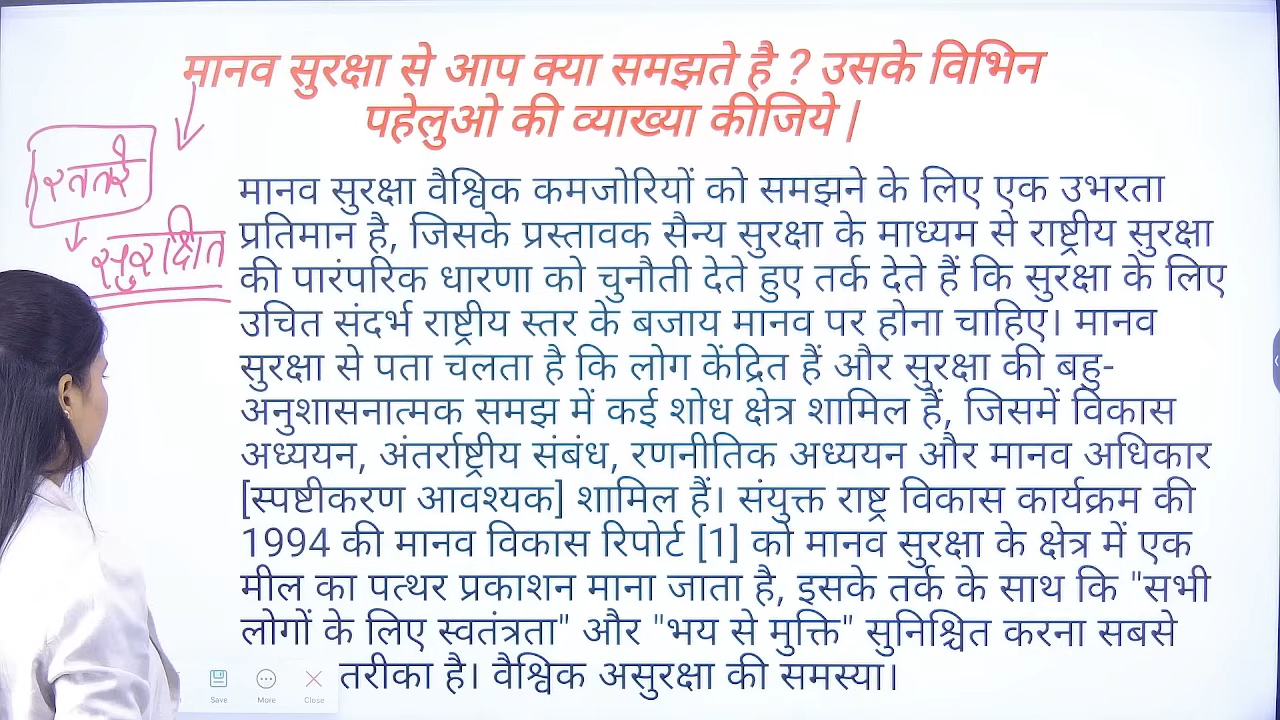 मानव सुरक्षा से आप क्या समझते है ? उसके विभिन
पहेलुओ की व्याख्या कीजिये |
खतरे
सुरक्षित
मानव सुरक्षा वैश्विक कमजोरियों को समझने के लिए एक उभरता
प्रतिमान है, जिसके प्रस्तावक सैन्य सुरक्षा के माध्यम से राष्ट्रीय सुरक्षा
की पारंपरिक धारणा को चुनौती देते हुए तर्क देते हैं कि सुरक्षा के लिए
उचित संदर्भ राष्ट्रीय स्तर के बजाय मानव पर होना चाहिए। मानव
सुरक्षा से पता चलता है कि लोग केंद्रित हैं और सुरक्षा की बहु-
अनुशासनात्मक समझ में कई शोध क्षेत्र शामिल हैं, जिसमें विकास
अध्ययन, अंतर्राष्ट्रीय संबंध, रणनीतिक अध्ययन और मानव अधिकार
[स्पष्टीकरण आवश्यक] शामिल हैं। संयुक्त राष्ट्र विकास कार्यक्रम की
1994 की मानव विकास रिपोर्ट [1] को मानव सुरक्षा के क्षेत्र में एक
मील का पत्थर प्रकाशन माना जाता है, इसके तर्क के साथ कि "सभी
लोगों के लिए स्वतंत्रता" और "भय से मुक्ति" सुनिश्चित करना सबसे
तरीका है। वैश्विक असुरक्षा की समस्या।
Save More Close